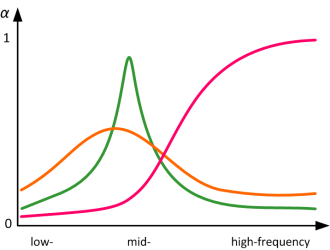 α
1
0
low- mid- high-frequency